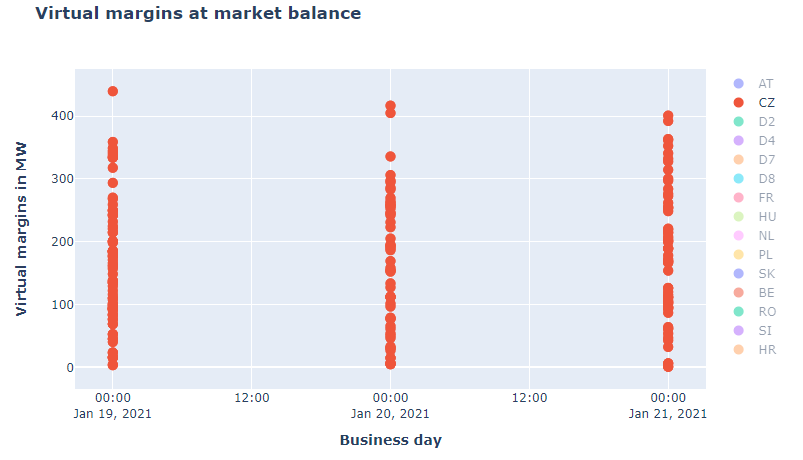 Virtual margins at market balance
Virtual margins in MW
400
300
200
100
0
00:00
Jan 19, 2021
12:00
00:00
Jan 20, 2021
12:00
00:00
Jan 21, 2021
Business day
AT
CZ
D2
D4
D7
D8
FR
HU
NL
PL
SK
BE
RO
SI
HR